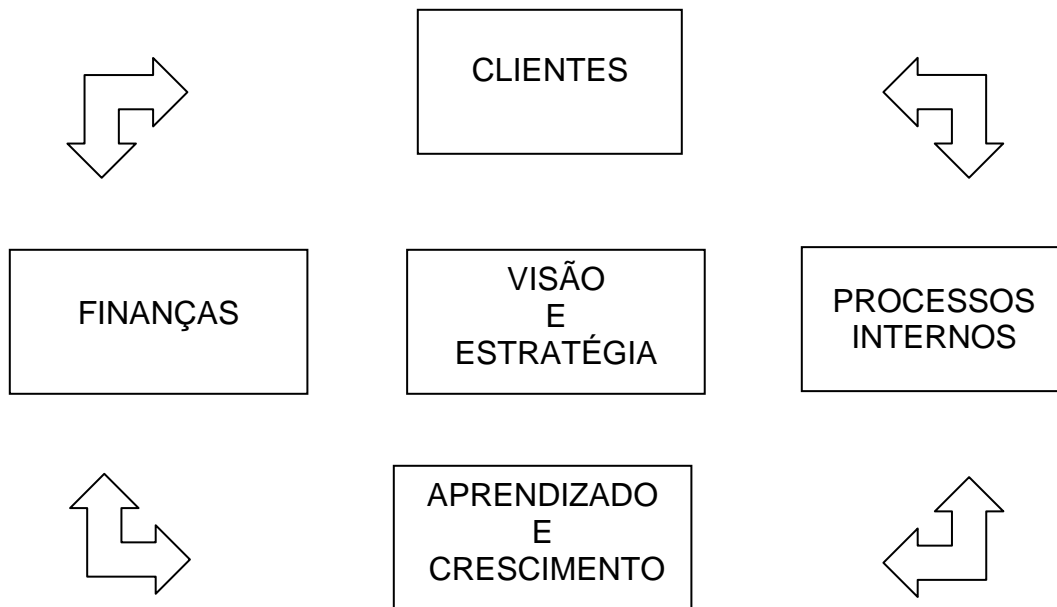 CLIENTES
FINANÇAS
VISÃO
E
ESTRATÉGIA
PROCESSOS
INTERNOS
APRENDIZADO
E
CRESCIMENTO